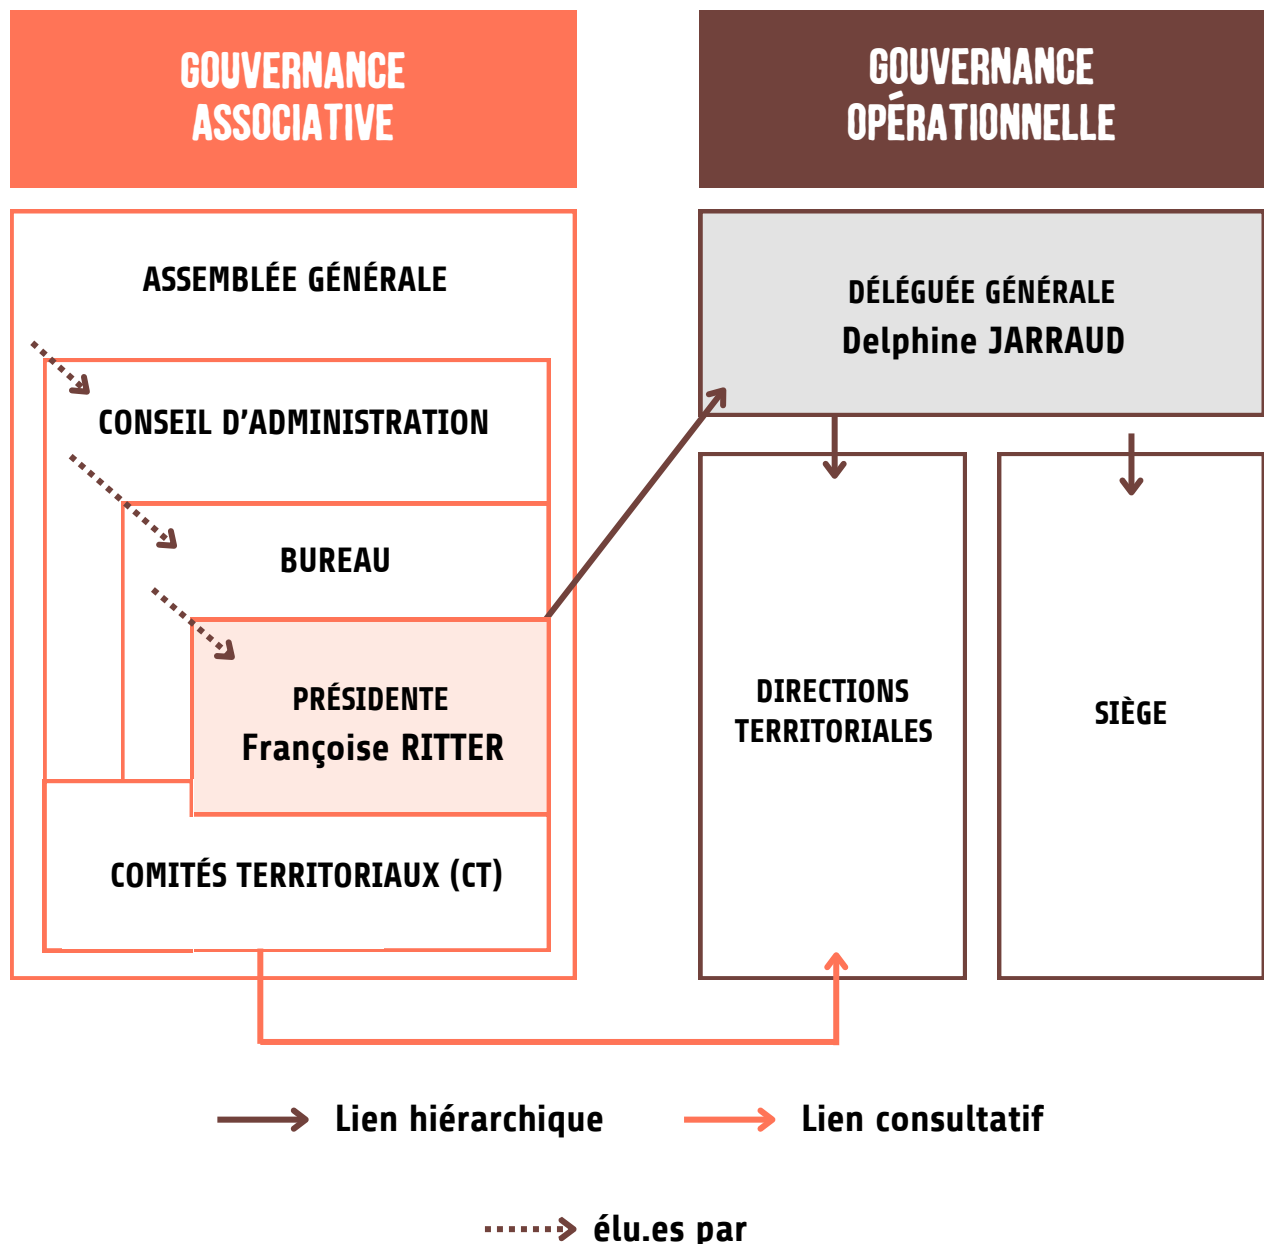 GOUVERNANCE
ASSOCIATIVE
GOUVERNANCE
OPÉRATIONNELLE
ASSEMBLÉE GÉNÉRALE
CONSEIL D'ADMINISTRATION
BUREAU
PRÉSIDENTE
Françoise RITTER
COMITÉS TERRITORIAUX (CT)
DÉLÉGUÉE GÉNÉRALE
Delphine JARRAUD
DIRECTIONS
TERRITORIALES
SIÈGE
Lien hiérarchique
Lien consultatif
élu.es par